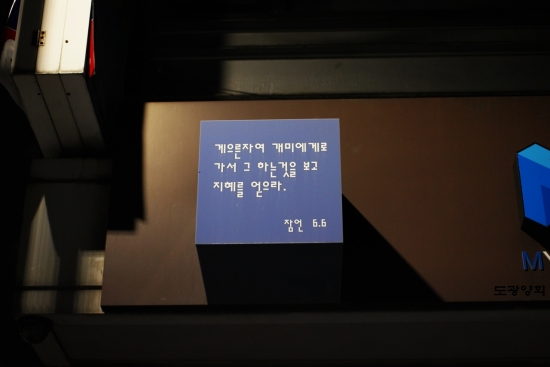 게으른자여 개미에게로
가서 그 하는것을 보고
지혜를 얻으라.
잠언 6.6
M
도광양회